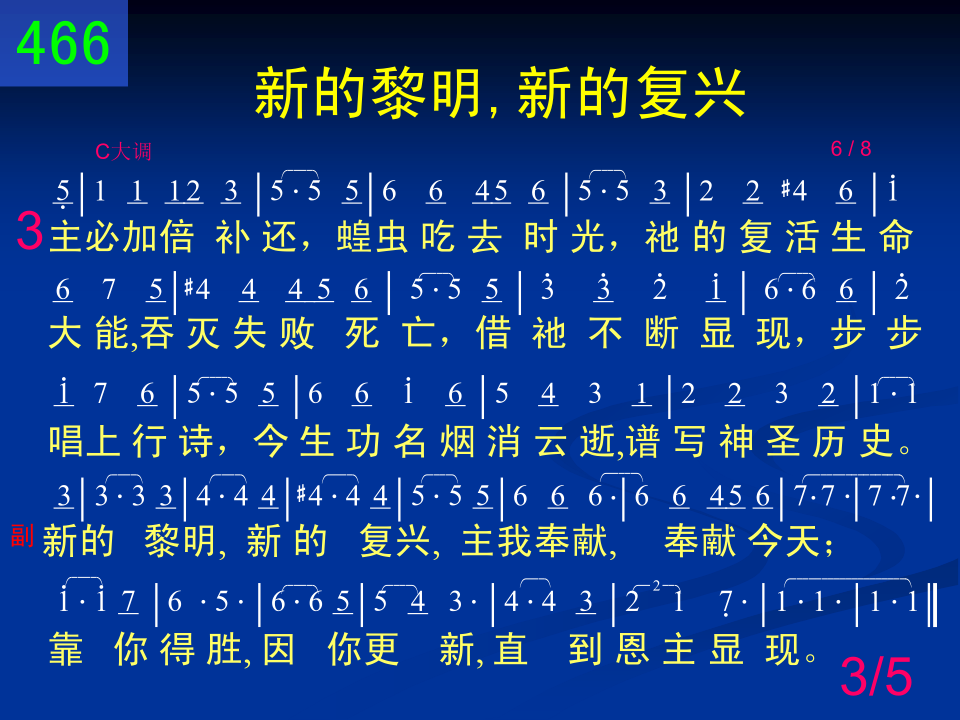 466
新的黎明,新的复兴
C大调 6 / 8
5̣ | 1 1 12 3 | 5 · 5 5 | 6 6 45 6 | 5 · 5 3 | 2 2 #4 6 | i
3 主必加倍 补 还，蝗虫 吃 去 时 光，祂 的 复 活 生 命
6 7 5 | #4 4 4 5 6 | 5 · 5 5 | 3̇ 3̇ 2̇ i | 6 · 6 6 | 2̇
大 能,吞 灭 失 败 死 亡，借 祂 不 断 显 现，步 步
i 7 6 | 5 · 5 5 | 6 6 i 6 | 5 4 3 1 | 2 2 3 2 | 1 · 1
唱上 行 诗，今 生 功 名 烟 消 云 逝,谱 写 神 圣 历 史。
3 | 3 · 3 3 | 4 · 4 4 | #4 · 4 4 | 5 · 5 5 | 6 6 6 · | 6 6 45 6 | 7· 7 · | 7 · 7· |
副 新的 黎明, 新 的 复兴, 主我奉献, 奉献 今天；
i · i 7 | 6 · 5 · | 6 · 6 5 | 5 4 3 · | 4 · 4 3 | 2 2 1 7̣ · | 1 · 1 · | 1 · 1
靠 你 得 胜, 因 你更 新, 直 到 恩 主 显 现。
3/5